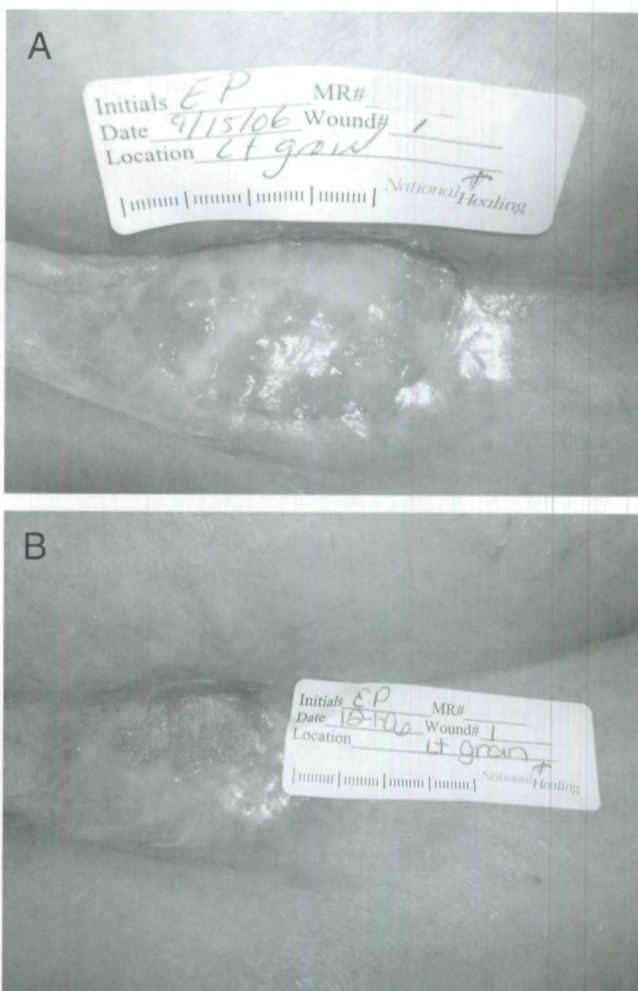 A
Initials EP MR#
Date 9/15/06 Wound# 1
Location Lt groin
National Healing
B
Initials EP MR#
Date 12-1-06 Wound# 1
Location Lt groin
National Healing